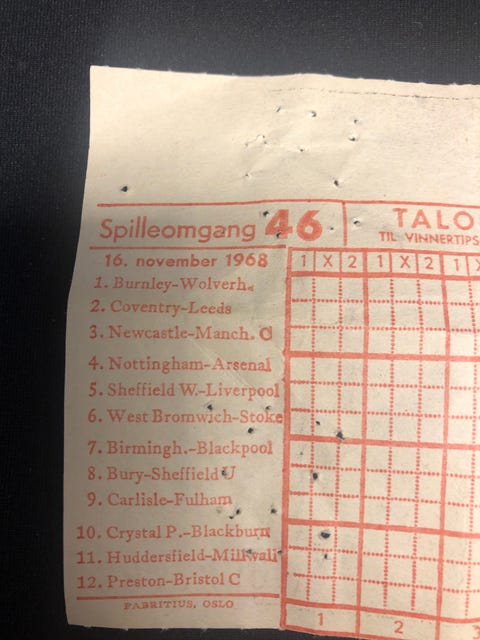 Spilleomgang 46
TALO
TIL VINNERTIPS
16. november 1968
1 X 2 1 X 2 1
1. Burnley-Wolverh.
2. Coventry-Leeds
3. Newcastle-Manch. C
4. Nottingham-Arsenal
5. Sheffield W.-Liverpool
6. West Bromwich-Stoke
7. Birmingh.-Blackpool
8. Bury-Sheffield U
9. Carlisle-Fulham
10. Crystal P.-Blackburn
11. Huddersfield-Millwall
12. Preston-Bristol C
FABRITIUS, OSLO
1 2 3